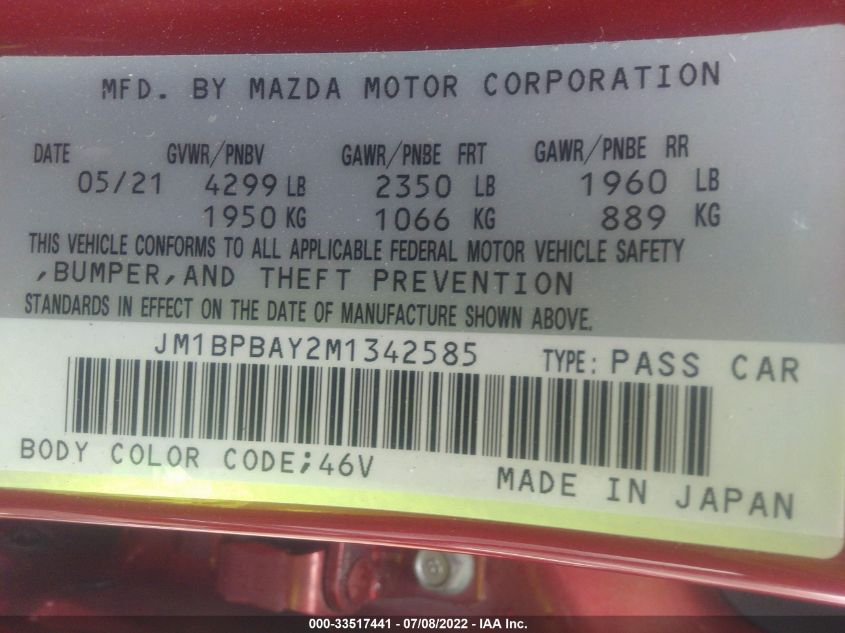 MFD. BY MAZDA MOTOR CORPORATION
DATE GVWR/PNBV GAWR/PNBE FRT GAWR/PNBE RR
05/21 4299 LB 2350 LB 1960 LB
1950 KG 1066 KG 889 KG
THIS VEHICLE CONFORMS TO ALL APPLICABLE FEDERAL MOTOR VEHICLE SAFETY
,BUMPER,AND THEFT PREVENTION
STANDARDS IN EFFECT ON THE DATE OF MANUFACTURE SHOWN ABOVE.
JM1BPBAY2M1342585 TYPE: PASS CAR
BODY COLOR CODE;46V MADE IN JAPAN
000-33517441 - 07/08/2022 - IAA Inc.